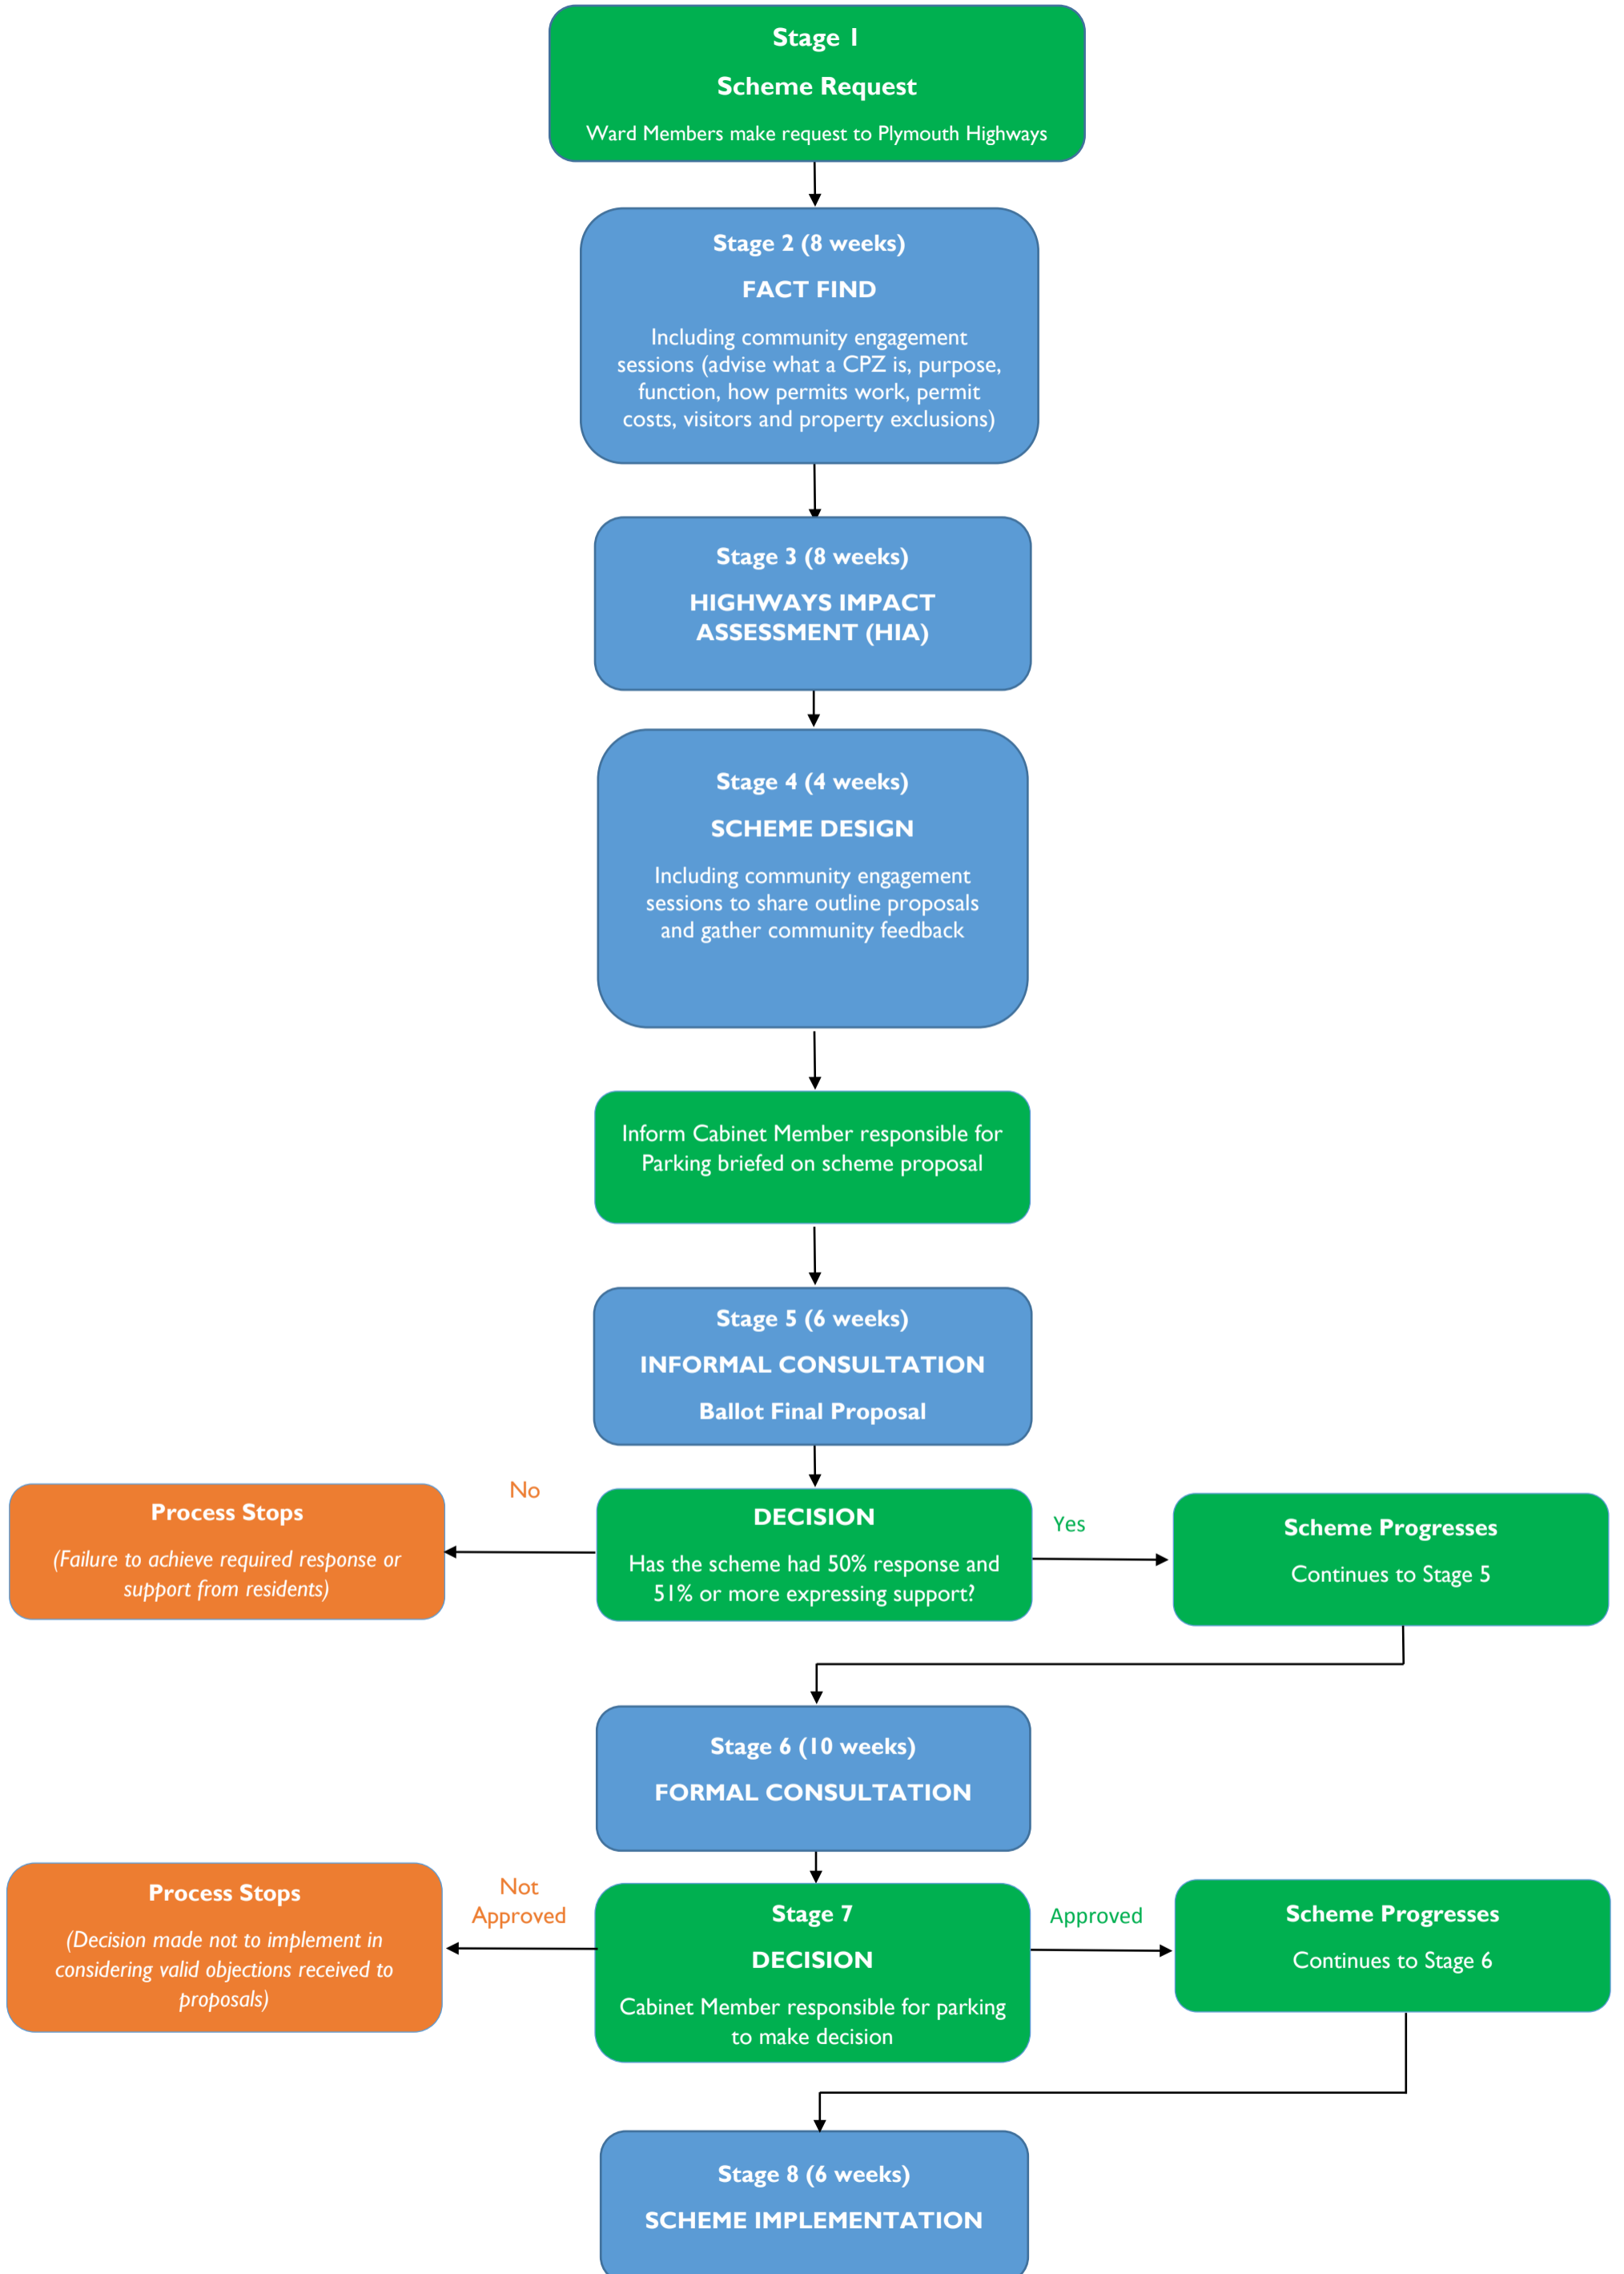 Stage 1
Scheme Request
Ward Members make request to Plymouth Highways
Stage 2 (8 weeks)
FACT FIND
Including community engagement
sessions (advise what a CPZ is, purpose,
function, how permits work, permit
costs, visitors and property exclusions)
Stage 3 (8 weeks)
HIGHWAYS IMPACT
ASSESSMENT (HIA)
Stage 4 (4 weeks)
SCHEME DESIGN
Including community engagement
sessions to share outline proposals
and gather community feedback
Inform Cabinet Member responsible for
Parking briefed on scheme proposal
Stage 5 (6 weeks)
INFORMAL CONSULTATION
Ballot Final Proposal
Process Stops
(Failure to achieve required response or
support from residents)
No
DECISION
Has the scheme had 50% response and
51% or more expressing support?
Yes
Scheme Progresses
Continues to Stage 5
Stage 6 (10 weeks)
FORMAL CONSULTATION
Process Stops
(Decision made not to implement in
considering valid objections received to
proposals)
Not
Approved
Stage 7
DECISION
Cabinet Member responsible for parking
to make decision
Approved
Scheme Progresses
Continues to Stage 6
Stage 8 (6 weeks)
SCHEME IMPLEMENTATION